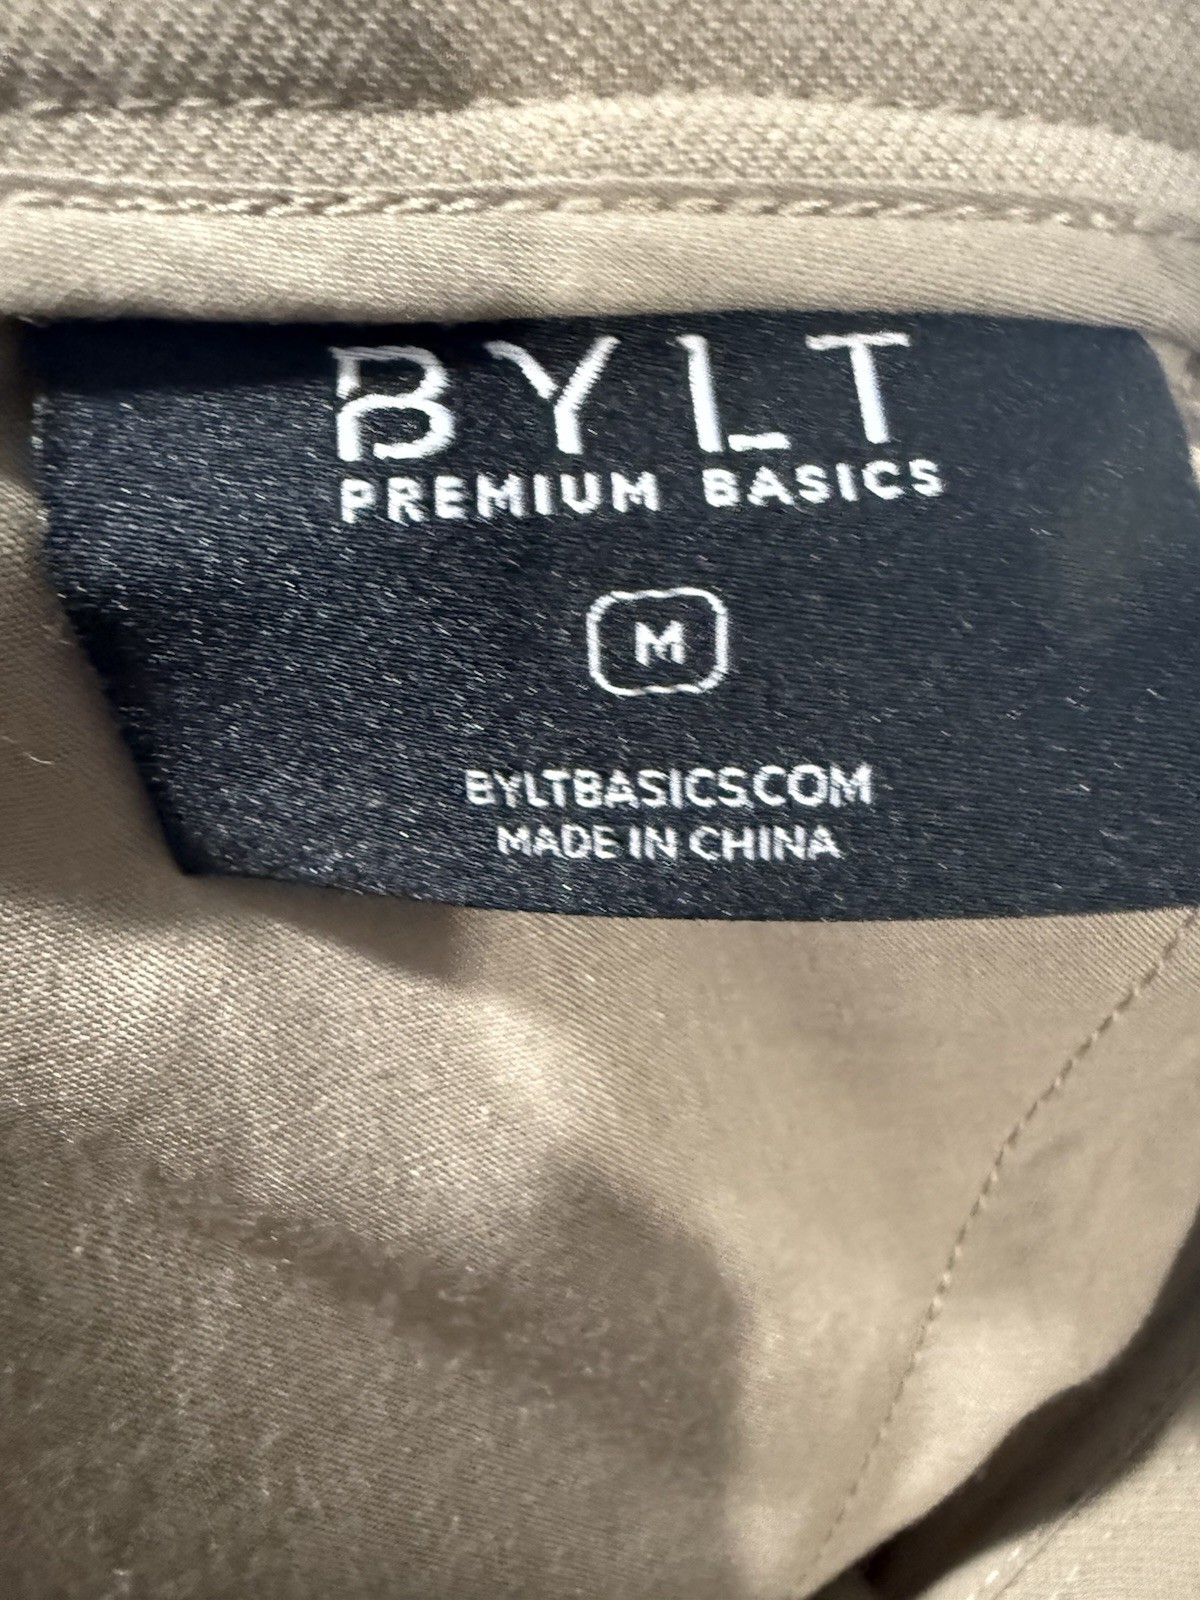 BYLT
PREMIUM BASICS
M
BYLTBASICS.COM
MADE IN CHINA